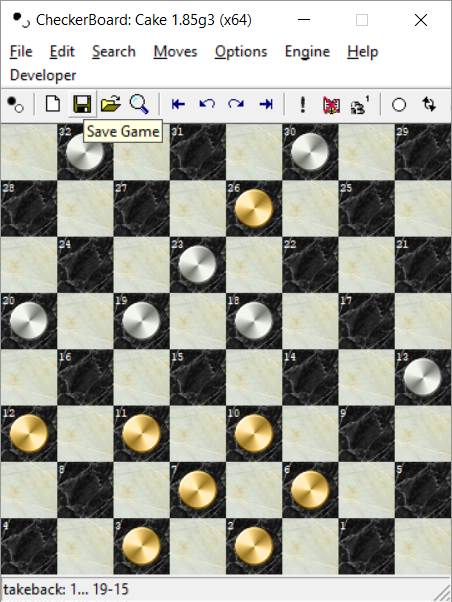 CheckerBoard: Cake 1.85g3 (x64)
File Edit Search Moves Options Engine Help
Developer
Save Game
32 31 30 29
28 27 26 25
24 23 22 21
20 19 18 17
16 15 14 13
12 11 10 9
8 7 6 5
4 3 2 1
takeback: 1... 19-15